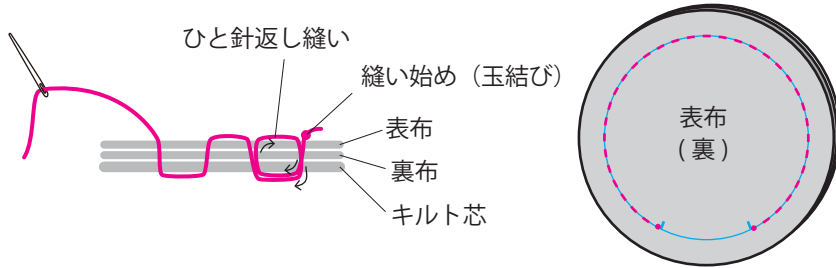 ひと針返し縫い
縫い始め（玉結び）
表布
裏布
キルト芯
表布
(裏)